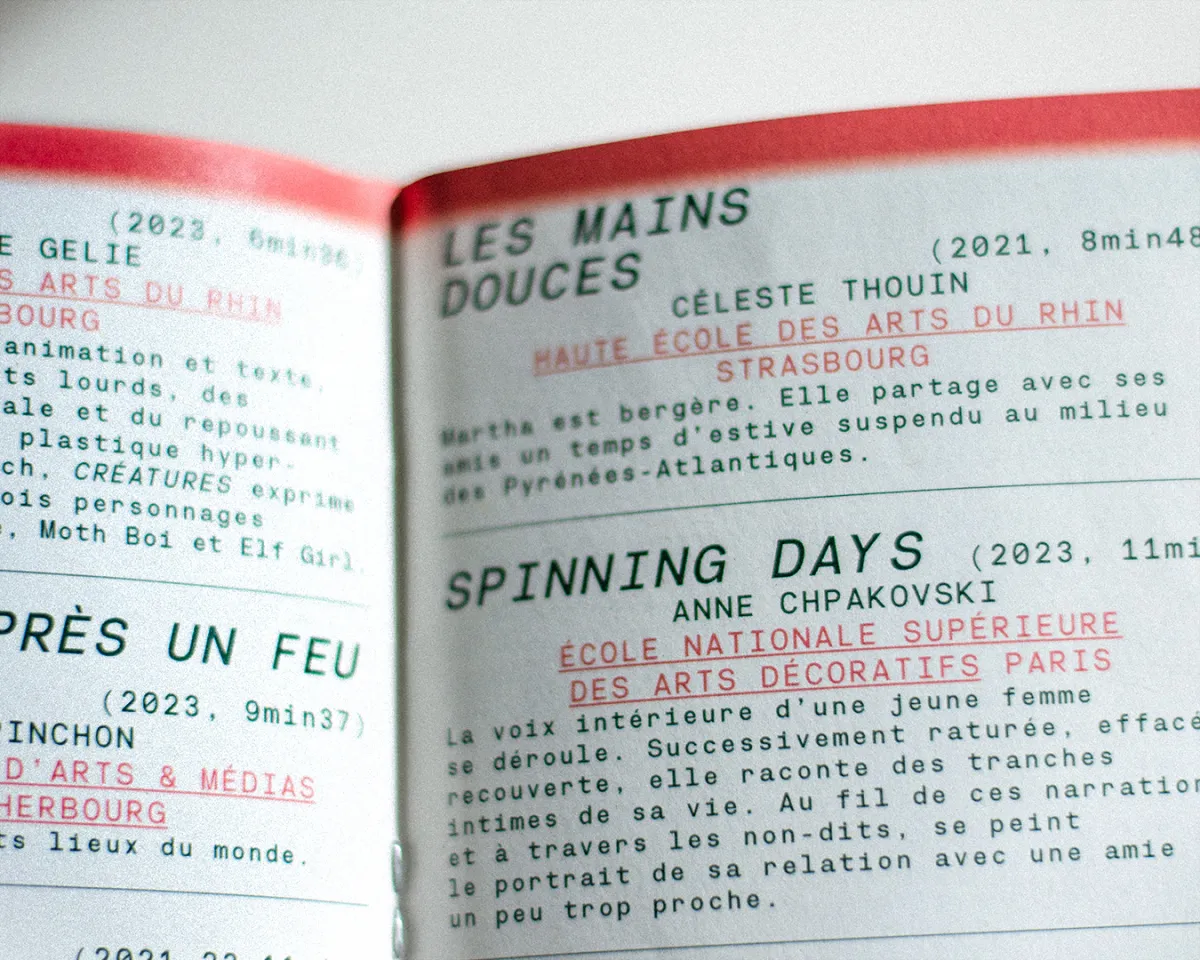 (2023, 6min36)
E GELIE
S ARTS DU RHIN
BOURG
animation et texte.
ts lourds, des
ale et du repoussant
plastique hyper-
ch, CRÉATURES exprime
ois personnages
, Moth Boi et Elf Girl.
PRÈS UN FEU
(2023, 9min37)
INCHON
D'ARTS & MÉDIAS
HERBOURG
ts lieux du monde.
LES MAINS
DOUCES
(2021, 8min48
CÉLESTE THOUIN
HAUTE ÉCOLE DES ARTS DU RHIN
STRASBOURG
Martha est bergère. Elle partage avec ses
amis un temps d'estive suspendu au milieu
des Pyrénées-Atlantiques.
SPINNING DAYS (2023, 11mi
ANNE CHPAKOVSKI
ÉCOLE NATIONALE SUPÉRIEURE
DES ARTS DÉCORATIFS PARIS
La voix intérieure d'une jeune femme
se déroule. Successivement raturée, effacé
recouverte, elle raconte des tranches
intimes de sa vie. Au fil de ces narration
et à travers les non-dits, se peint
le portrait de sa relation avec une amie
un peu trop proche.